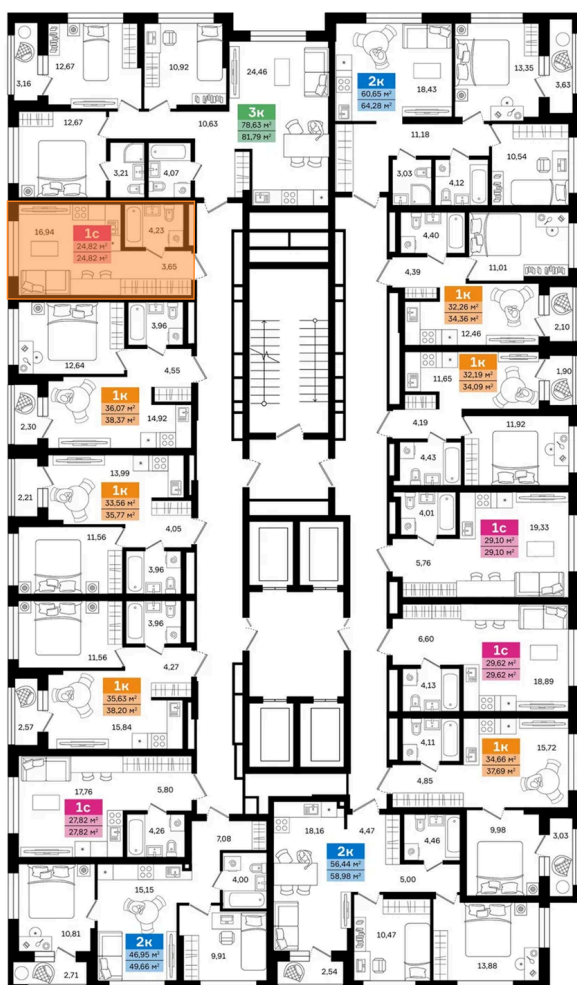 3,16
12,67
10,92
24,46
3к
78,63 м²
81,79 м²
12,67
10,63
3,21
4,07
2к
60,65 м²
64,28 м²
18,43
13,35
3,63
11,18
3,03
4,12
10,54
16,94
1с
24,82 м²
24,82 м²
4,23
3,65
4,40
4,39
11,01
1к
32,26 м²
34,36 м²
12,46
2,10
12,64
3,96
4,55
1к
36,07 м²
38,37 м²
14,92
2,30
11,65
1к
32,19 м²
34,09 м²
1,90
4,19
4,43
11,92
13,99
2,21
1к
33,56 м²
35,77 м²
4,05
11,56
3,96
4,01
1с
29,10 м²
29,10 м²
19,33
5,76
3,96
11,56
4,27
1к
35,63 м²
38,20 м²
2,57
15,84
6,60
1с
29,62 м²
29,62 м²
4,13
18,89
17,76
5,80
1с
27,82 м²
27,82 м²
4,26
4,11
1к
34,66 м²
37,69 м²
15,72
4,85
7,08
4,00
15,15
10,81
2к
46,95 м²
49,66 м²
2,71
9,91
18,16
4,47
2к
56,44 м²
58,98 м²
4,46
5,00
9,98
3,03
10,47
2,54
13,88